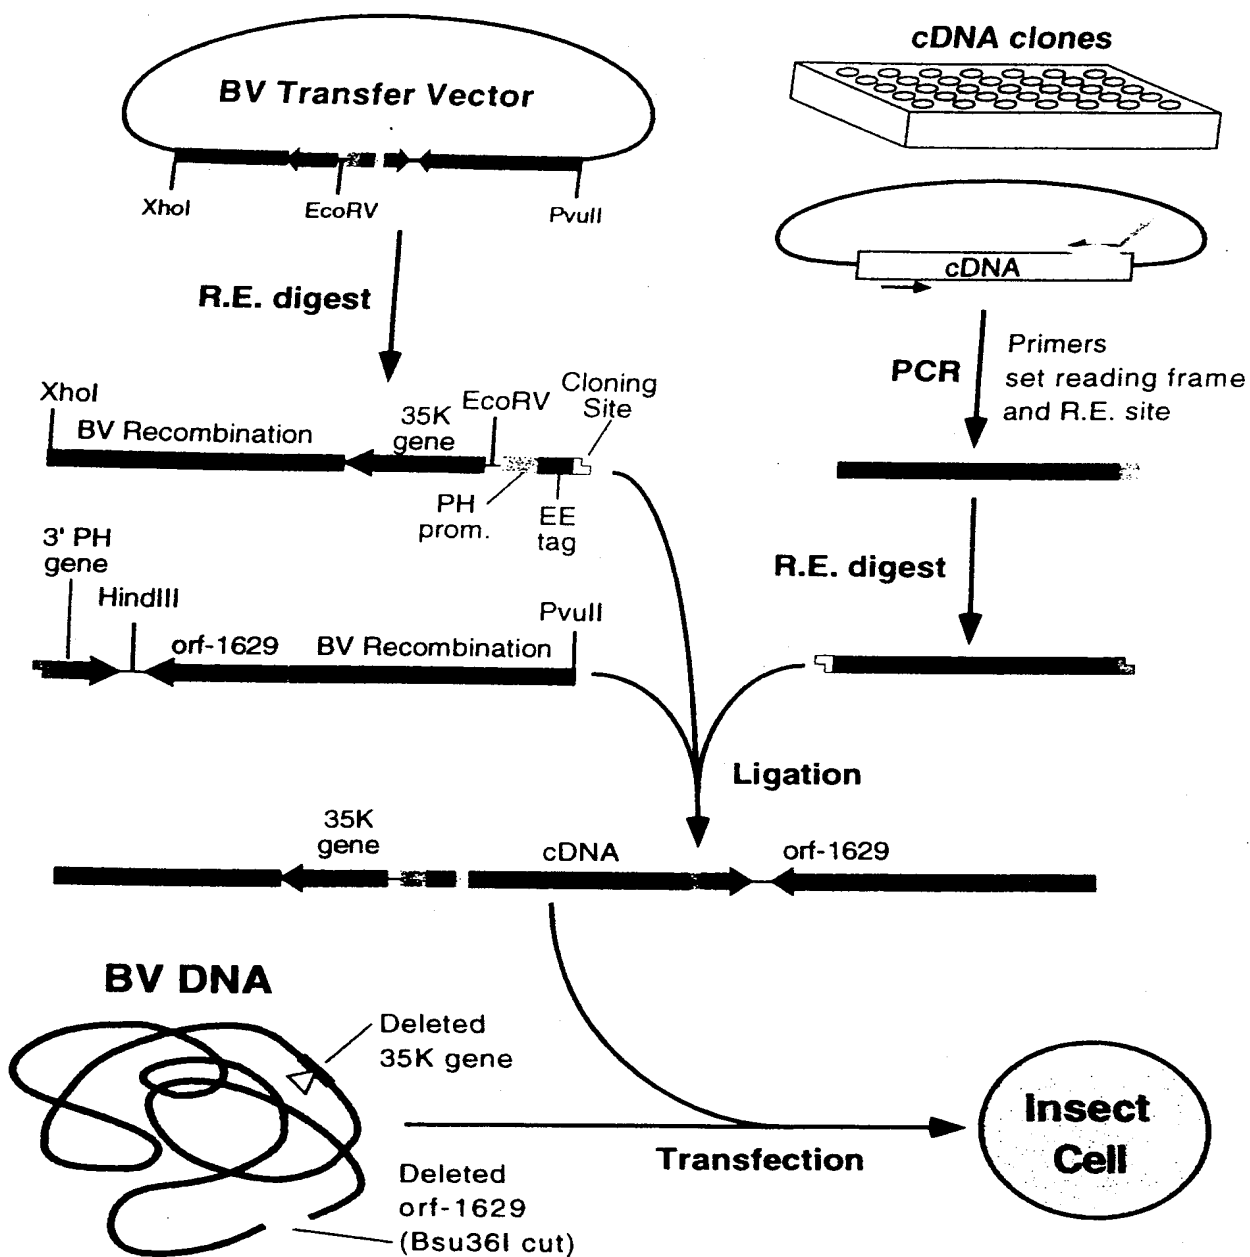 BV Transfer Vector
XhoI
EcoRV
PvuII
cDNA clones
cDNA
R.E. digest
PCR
Primers
set reading frame
and R.E. site
XhoI
BV Recombination
35K
gene
EcoRV
Cloning
Site
PH
prom.
EE
tag
3' PH
gene
HindIII
orf-1629
BV Recombination
PvuII
R.E. digest
Ligation
35K
gene
cDNA
orf-1629
BV DNA
Deleted
35K gene
Deleted
orf-1629
(Bsu36I cut)
Transfection
Insect
Cell